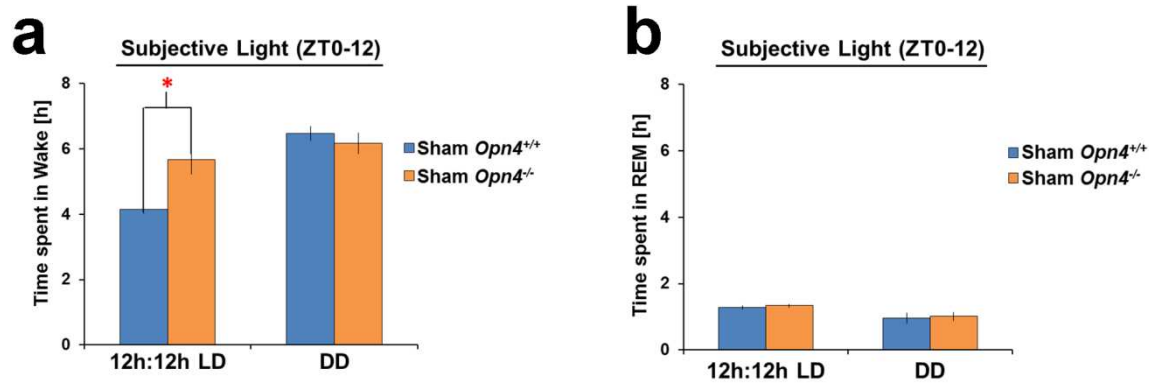 a
Subjective Light (ZT0-12)
8
6
4
2
0
Time spent in Wake [h]
*
Sham Opn4+/+
Sham Opn4-/-
12h:12h LD
DD
b
Subjective Light (ZT0-12)
8
6
4
2
0
Time spent in REM [h]
Sham Opn4+/+
Sham Opn4-/-
12h:12h LD
DD